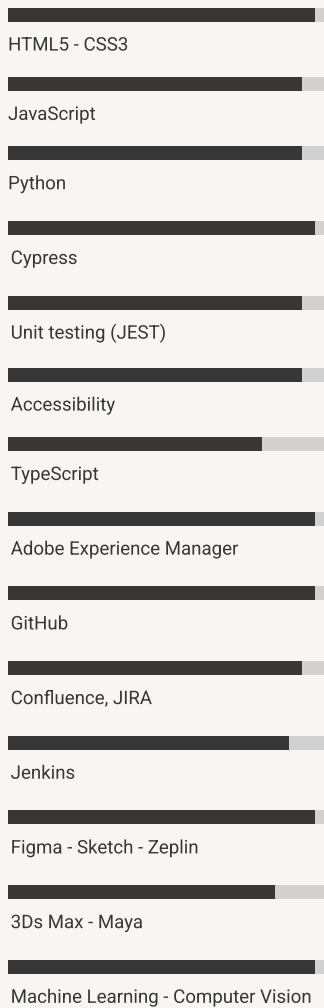 HTML5 - CSS3
JavaScript
Python
Cypress
Unit testing (JEST)
Accessibility
TypeScript
Adobe Experience Manager
GitHub
Confluence, JIRA
Jenkins
Figma - Sketch - Zeplin
3Ds Max - Maya
Machine Learning - Computer Vision